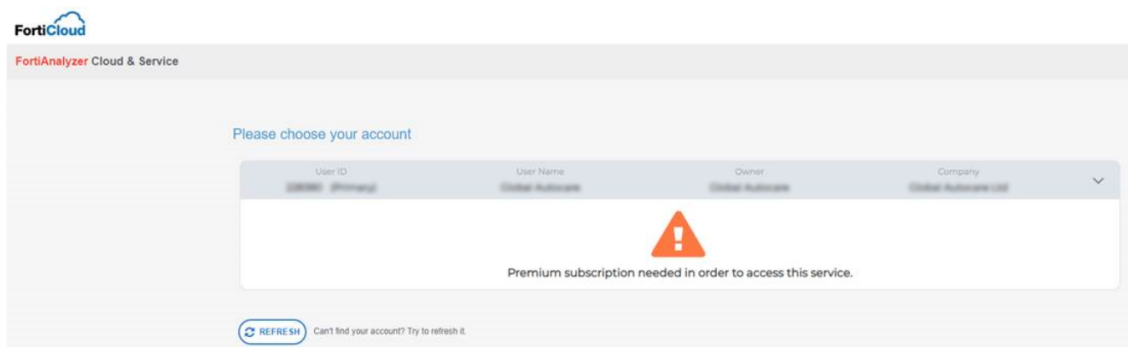 FortiCloud
FortiAnalyzer Cloud & Service
Please choose your account
User ID User Name Owner Company
Premium subscription needed in order to access this service.
REFRESH Can't find your account? Try to refresh it.